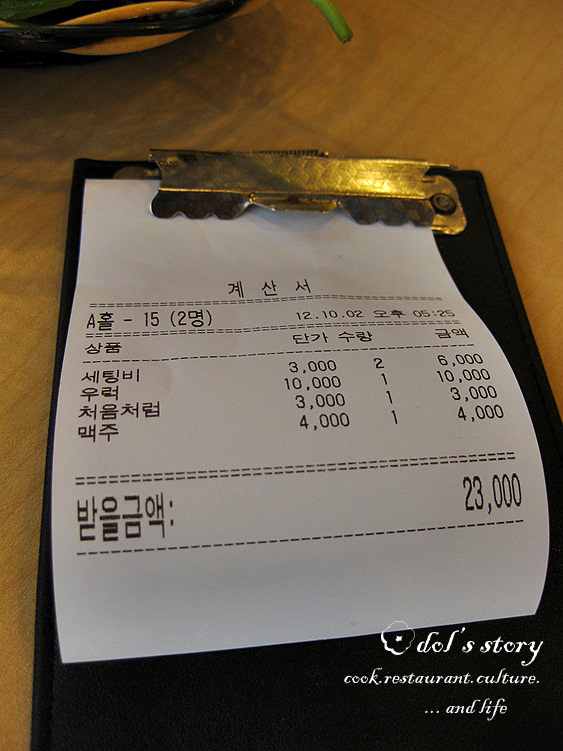 계 산 서
A홀 - 15 (2명) 12.10.02 오후 05:25
상품 단가 수량 금액
세팅비 3,000 2 6,000
우럭 10,000 1 10,000
처음처럼 3,000 1 3,000
맥주 4,000 1 4,000
받을금액: 23,000
dol's story
cook.restaurant.culture.
... and life